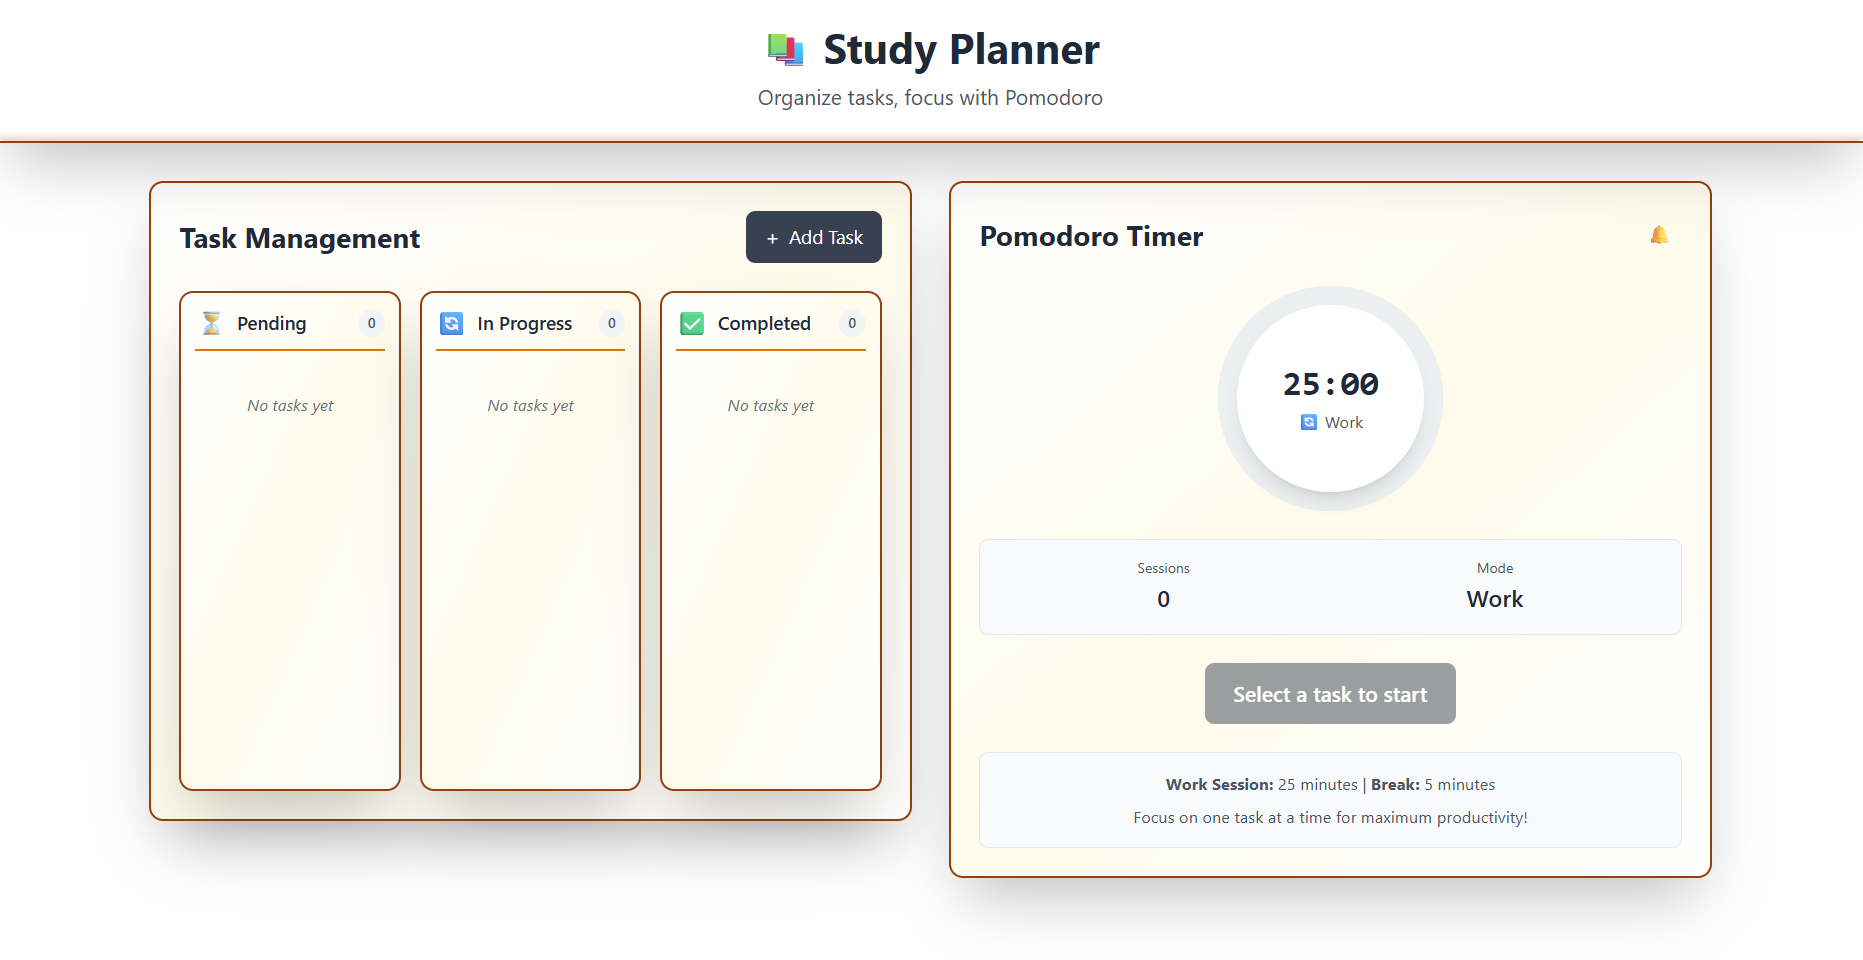 Study Planner
Organize tasks, focus with Pomodoro
Task Management
+ Add Task
Pending 0
No tasks yet
In Progress 0
No tasks yet
Completed 0
No tasks yet
Pomodoro Timer
25:00
Work
Sessions
0
Mode
Work
Select a task to start
Work Session: 25 minutes | Break: 5 minutes
Focus on one task at a time for maximum productivity!